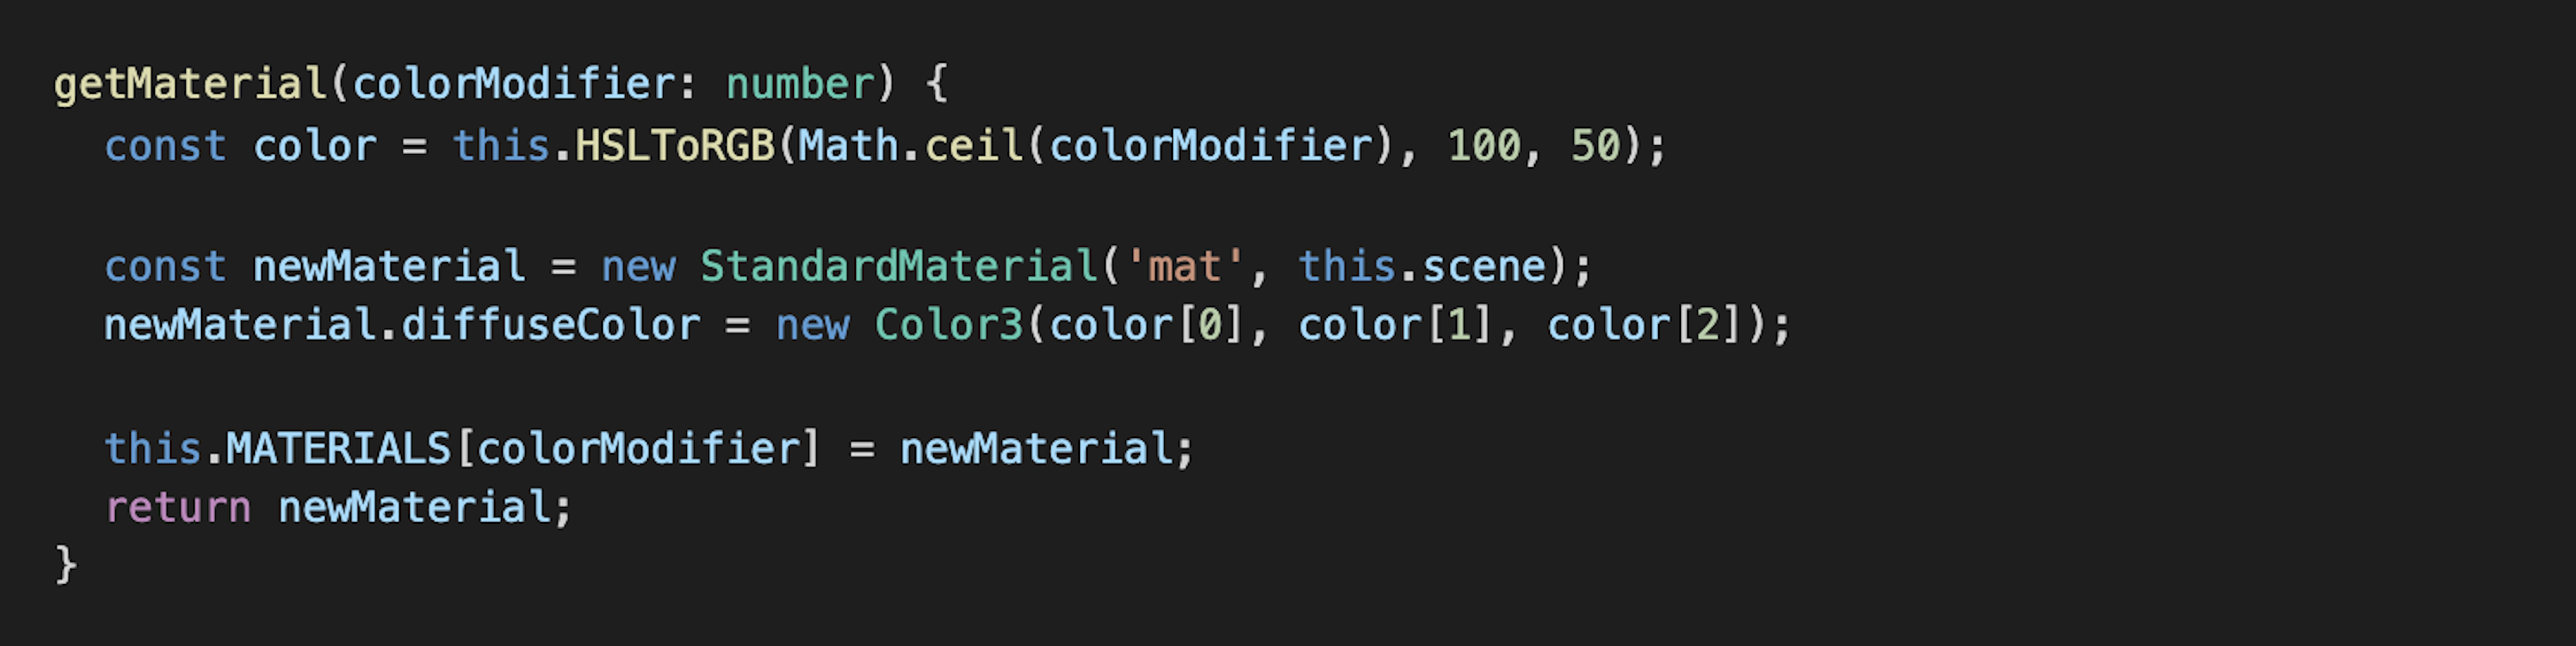 getMaterial(colorModifier: number) {
  const color = this.HSLToRGB(Math.ceil(colorModifier), 100, 50);
  const newMaterial = new StandardMaterial('mat', this.scene);
  newMaterial.diffuseColor = new Color3(color[0], color[1], color[2]);
  this.MATERIALS[colorModifier] = newMaterial;
  return newMaterial;
}